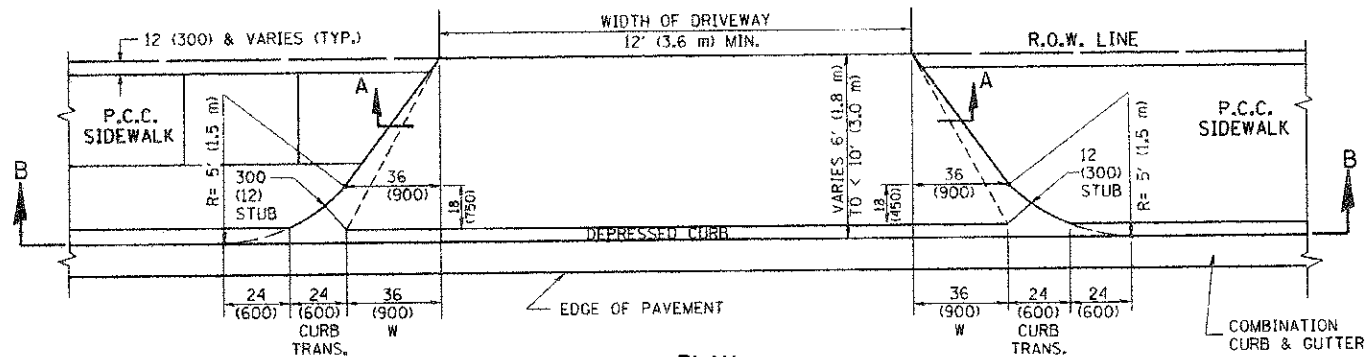 WIDTH OF DRIVEWAY
12' (3.6 m) MIN.
12 (300) & VARIES (TYP.)
R.O.W. LINE
A
A
P.C.C.
SIDEWALK
P.C.C.
SIDEWALK
R= 5' (1.5 m)
VARIES 6' (1.8 m)
TO < 10' (3.0 m)
R= 5' (1.5 m)
B
B
300
(12)
STUB
36
(900)
18
(750)
36
(900)
18
(450)
12
(300)
STUB
DEPRESSED CURB
24
(600)
24
(600)
CURB
TRANS.
36
(900)
W
EDGE OF PAVEMENT
36
(900)
W
24
(600)
CURB
TRANS.
24
(600)
COMBINATION
CURB & GUTTER